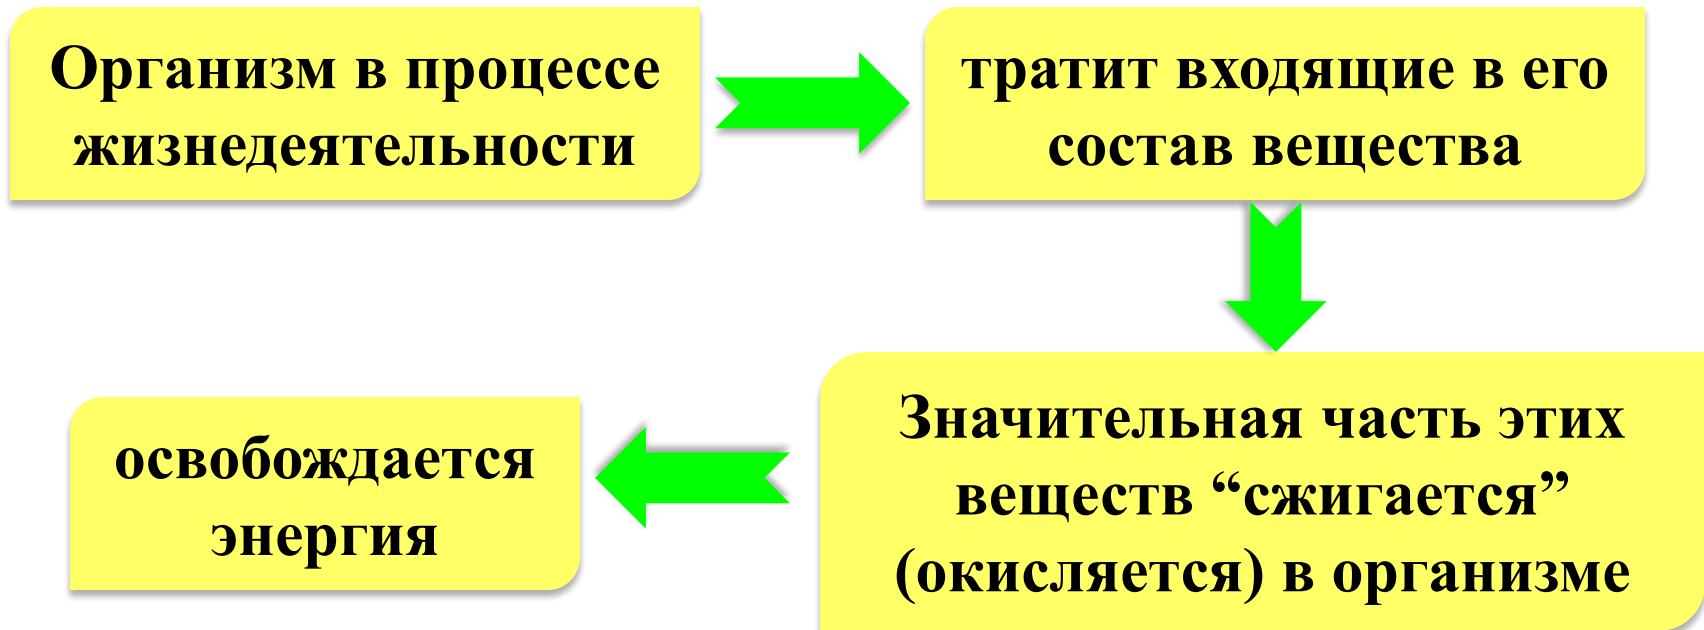 Организм в процессе
жизнедеятельности
тратит входящие в его
состав вещества
Значительная часть этих
веществ “сжигается”
(окисляется) в организме
освобождается
энергия